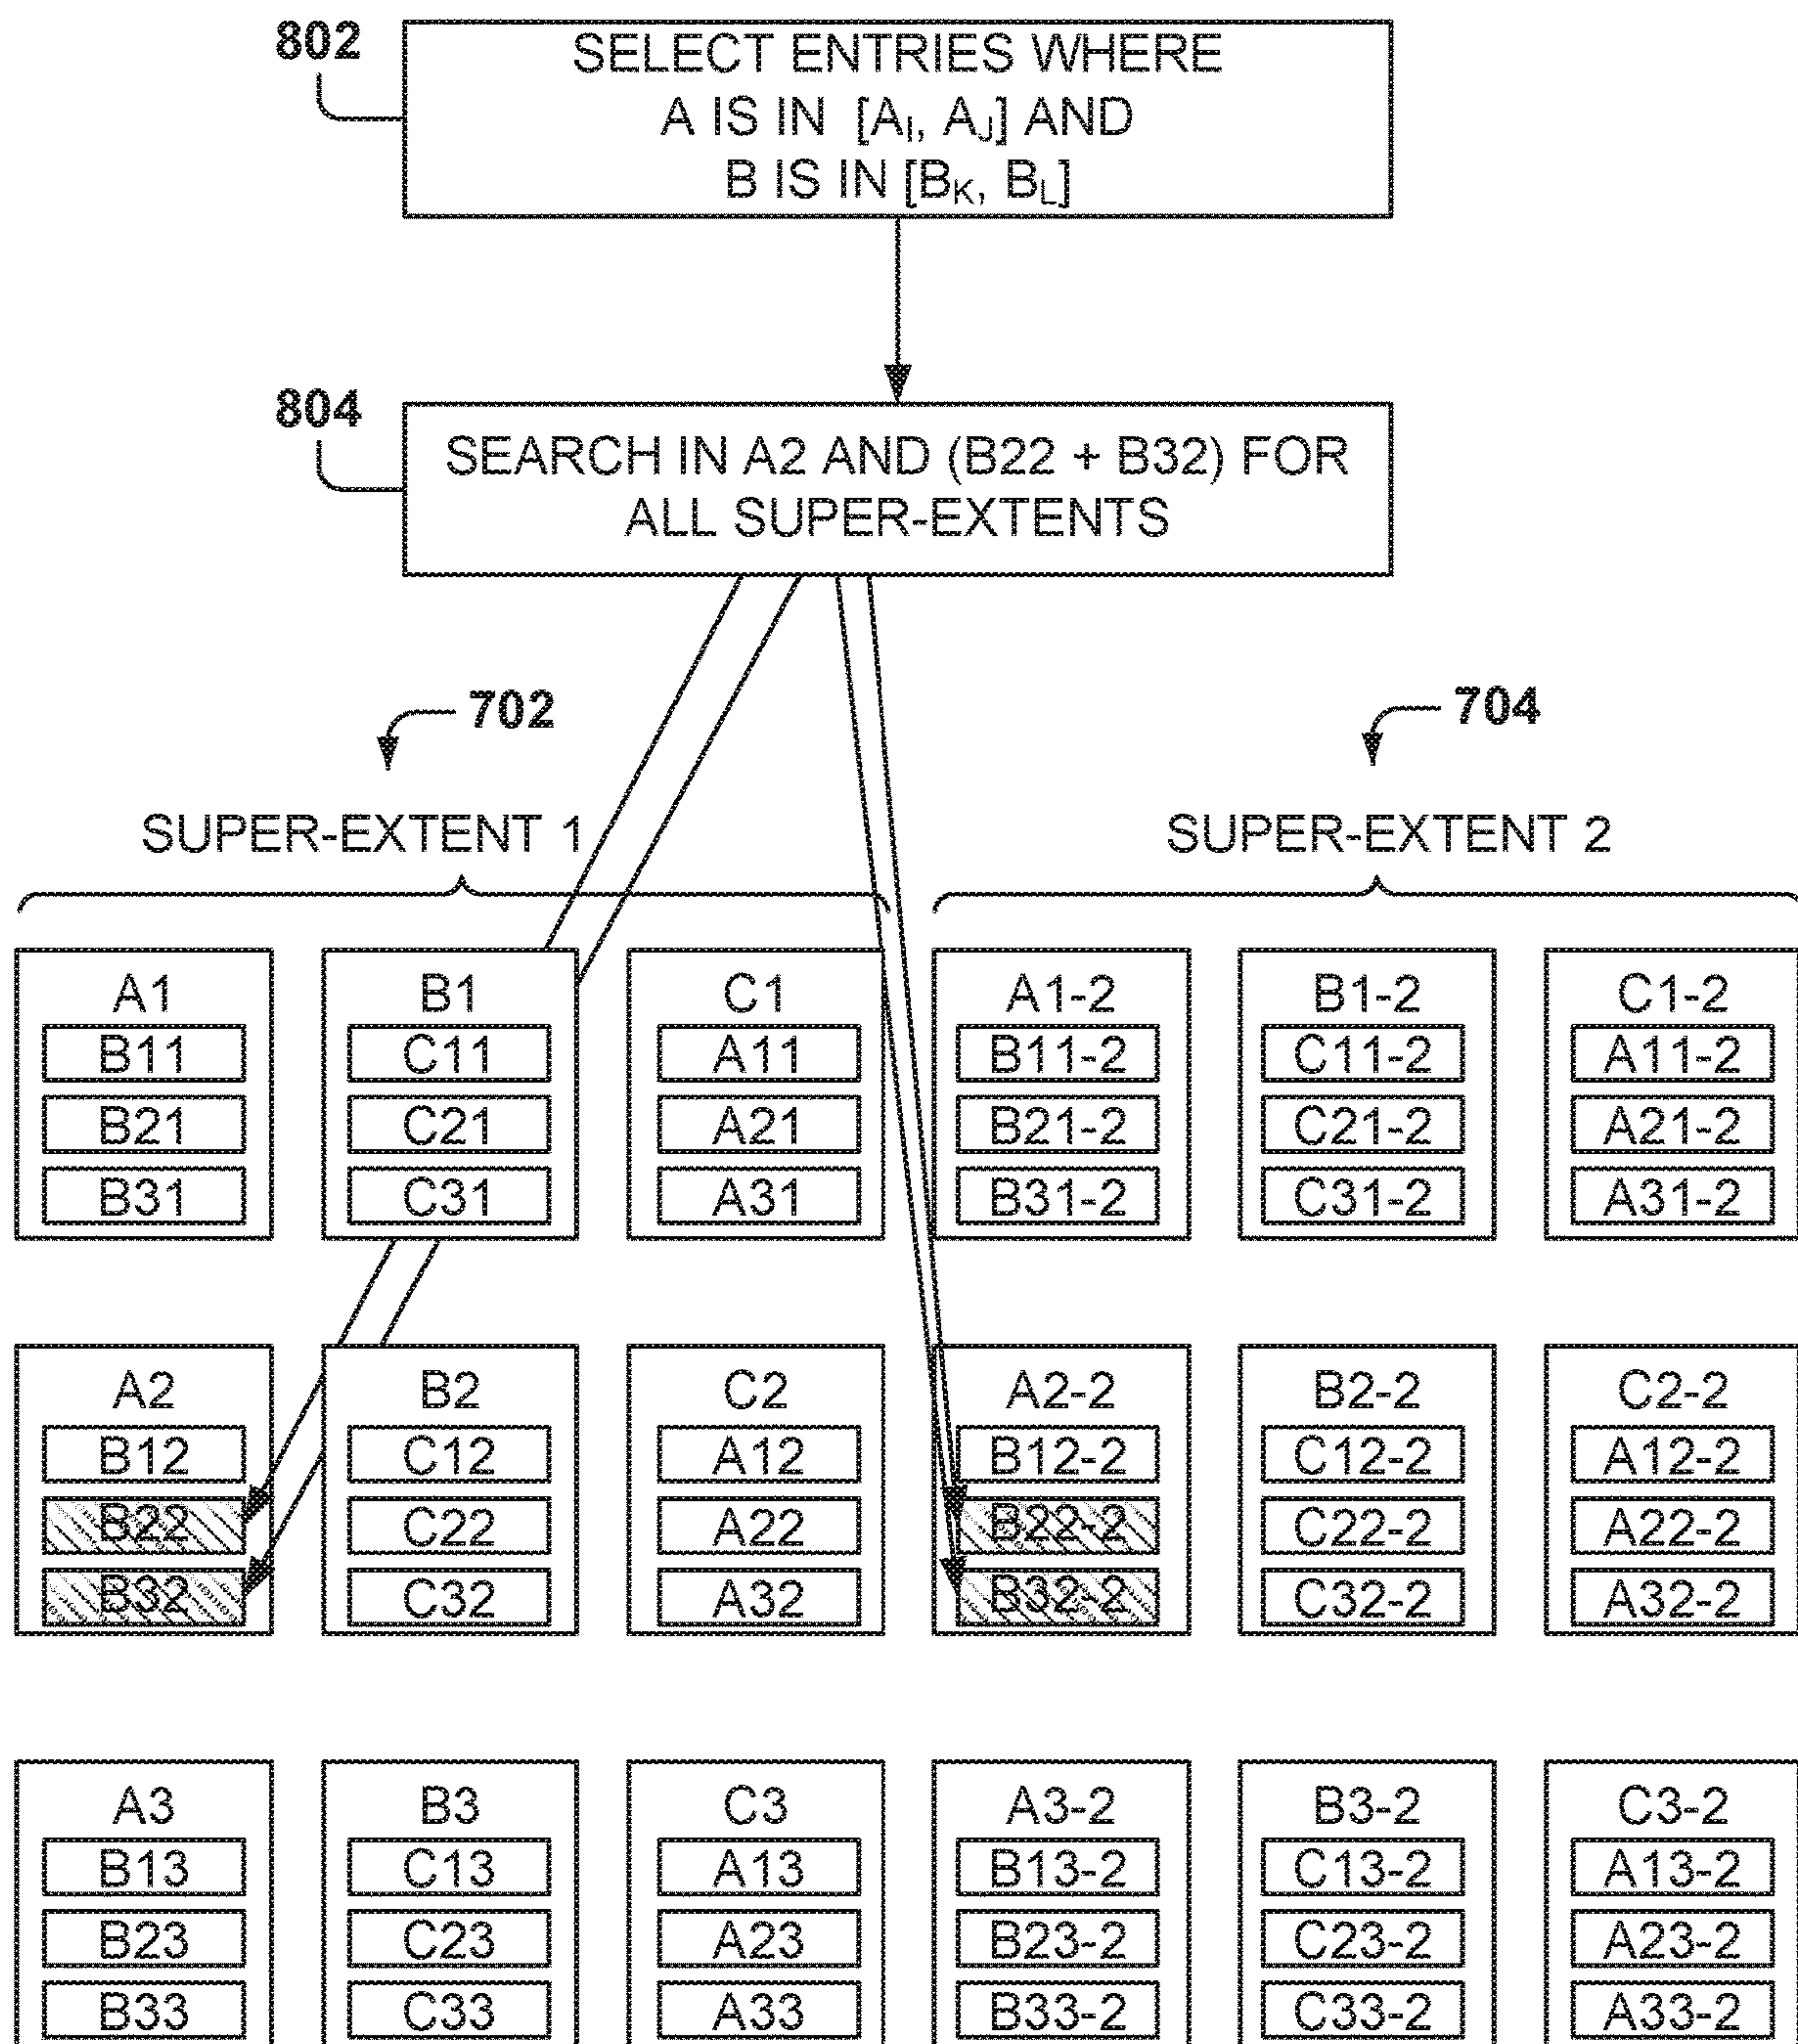 802
SELECT ENTRIES WHERE
A IS IN [A_I, A_J] AND
B IS IN [B_K, B_L]
804
SEARCH IN A2 AND (B22 + B32) FOR
ALL SUPER-EXTENTS
702
704
SUPER-EXTENT 1
SUPER-EXTENT 2
A1
B11
B21
B31
B1
C11
C21
C31
C1
A11
A21
A31
A1-2
B11-2
B21-2
B31-2
B1-2
C11-2
C21-2
C31-2
C1-2
A11-2
A21-2
A31-2
A2
B12
B22
B32
B2
C12
C22
C32
C2
A12
A22
A32
A2-2
B12-2
B22-2
B32-2
B2-2
C12-2
C22-2
C32-2
C2-2
A12-2
A22-2
A32-2
A3
B13
B23
B33
B3
C13
C23
C33
C3
A13
A23
A33
A3-2
B13-2
B23-2
B33-2
B3-2
C13-2
C23-2
C33-2
C3-2
A13-2
A23-2
A33-2